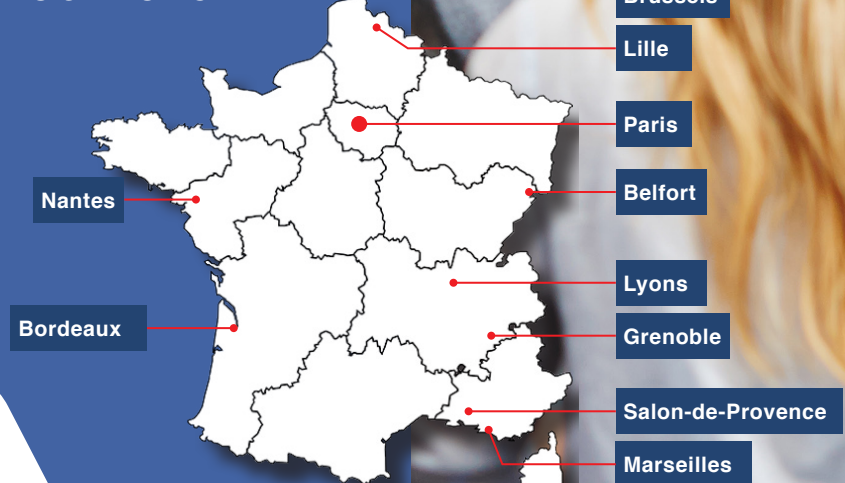 Lille
Paris
Nantes
Belfort
Lyons
Bordeaux
Grenoble
Salon-de-Provence
Marseilles